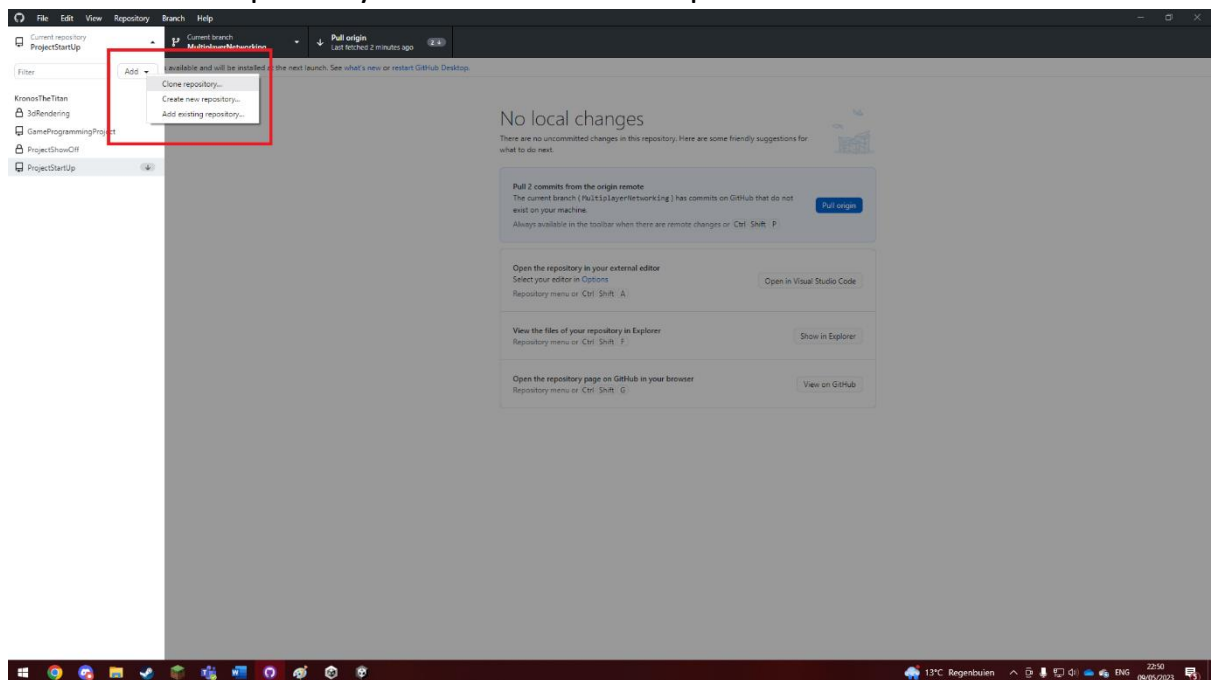 File Edit View Repository Branch Help
Current repository
ProjectStartUp
Current branch
MultiplayerNetworking
Pull origin
Last fetched 2 minutes ago
2
Filter
Add
available and will be installed at the next launch. See what's new or restart GitHub Desktop.
Clone repository...
Create new repository...
Add existing repository...
KronosTheTitan
3dRendering
GameProgrammingProject
ProjectShowOff
ProjectStartUp
No local changes
There are no uncommitted changes in this repository. Here are some friendly suggestions for
what to do next.
Pull 2 commits from the origin remote
The current branch (MultiplayerNetworking) has commits on GitHub that do not
exist on your machine.
Always available in the toolbar when there are remote changes or Ctrl Shift P
Pull origin
Open the repository in your external editor
Select your editor in Options
Repository menu or Ctrl Shift A
Open in Visual Studio Code
View the files of your repository in Explorer
Repository menu or Ctrl Shift F
Show in Explorer
Open the repository page on GitHub in your browser
Repository menu or Ctrl Shift G
View on GitHub
13°C Regenbuien
ENG
22:50
09/05/2023